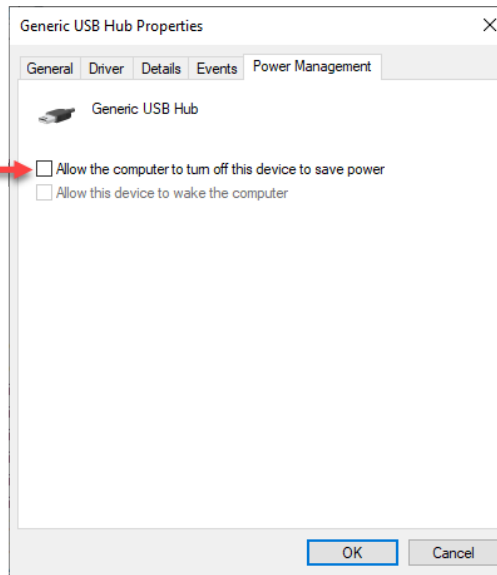 Generic USB Hub Properties
General Driver Details Events Power Management
Generic USB Hub
Allow the computer to turn off this device to save power
Allow this device to wake the computer
OK Cancel